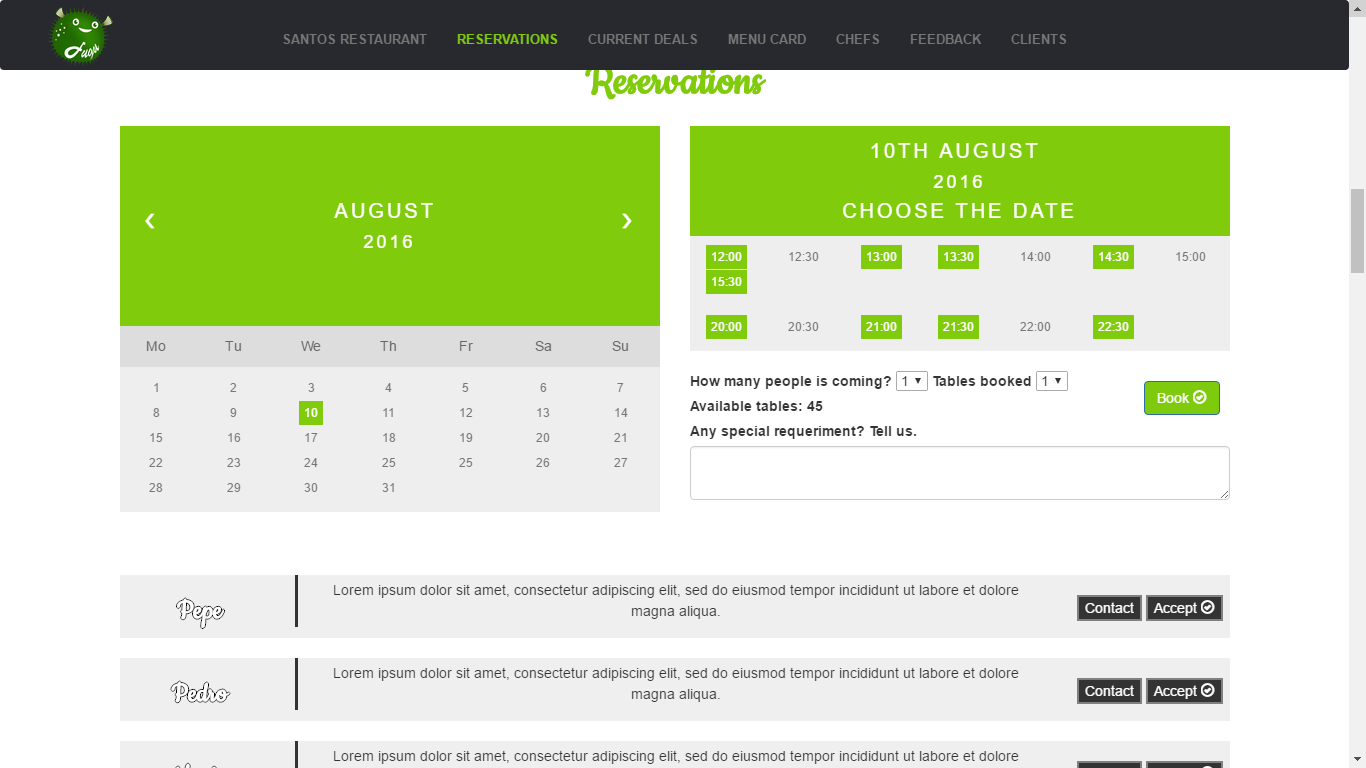 Augu
SANTOS RESTAURANT RESERVATIONS CURRENT DEALS MENU CARD CHEFS FEEDBACK CLIENTS
Reservations
‹ AUGUST ›
2016
Mo Tu We Th Fr Sa Su
1 2 3 4 5 6 7
8 9 10 11 12 13 14
15 16 17 18 19 20 21
22 23 24 25 25 26 27
28 29 30 31
10TH AUGUST
2016
CHOOSE THE DATE
12:00 12:30 13:00 13:30 14:00 14:30 15:00
15:30
20:00 20:30 21:00 21:30 22:00 22:30
How many people is coming? 1 Tables booked 1
Book
Available tables: 45
Any special requeriment? Tell us.
Pepe
Lorem ipsum dolor sit amet, consectetur adipiscing elit, sed do eiusmod tempor incididunt ut labore et dolore
magna aliqua.
Contact Accept
Pedro
Lorem ipsum dolor sit amet, consectetur adipiscing elit, sed do eiusmod tempor incididunt ut labore et dolore
magna aliqua.
Contact Accept
Lorem ipsum dolor sit amet, consectetur adipiscing elit, sed do eiusmod tempor incididunt ut labore et dolore